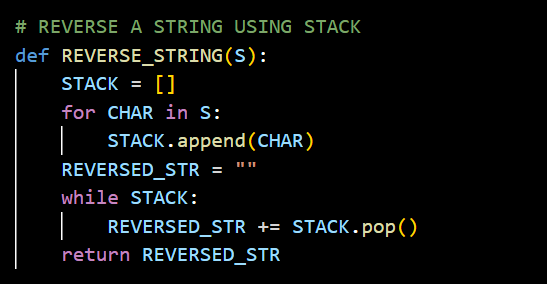 # REVERSE A STRING USING STACK
def REVERSE_STRING(S):
    STACK = []
    for CHAR in S:
        STACK.append(CHAR)
    REVERSED_STR = ""
    while STACK:
        REVERSED_STR += STACK.pop()
    return REVERSED_STR